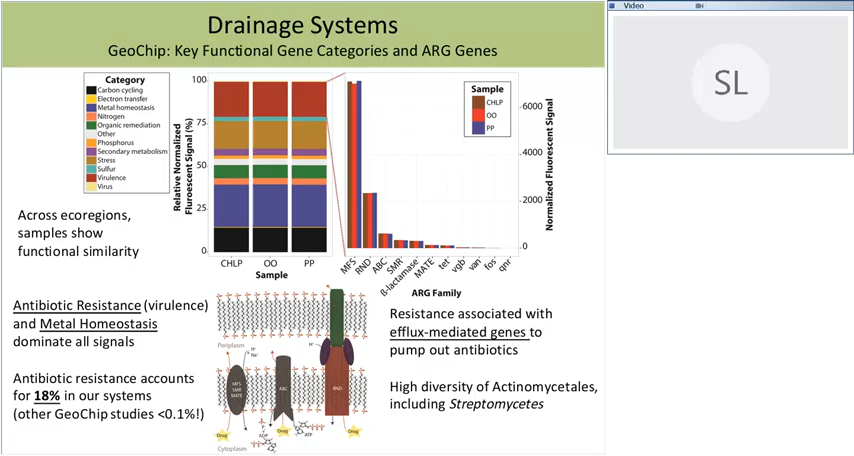 Drainage Systems
GeoChip: Key Functional Gene Categories and ARG Genes
Video
SL
Category
Carbon cycling
Electron transfer
Metal homeostasis
Nitrogen
Organic remediation
Other
Phosphorus
Secondary metabolism
Stress
Sulfur
Virulence
Virus
Relative Normalized
Fluroescent Signal (%)
100
75
50
25
0
CHLP
OO
PP
Sample
Sample
CHLP
OO
PP
6000
4000
2000
0
Normalized Fluorescent Signal
MFS
RND
ABC
SMR
ß-lactamase
MATE
tet
vgb
van
fos
qnr
ARG Family
Across ecoregions,
samples show
functional similarity
Antibiotic Resistance (virulence)
and Metal Homeostasis
dominate all signals
Antibiotic resistance accounts
for 18% in our systems
(other GeoChip studies <0.1%!)
Periplasm
H⁺
Na⁺
H⁺
MFS
SMR
MATE
ABC
RND
Drug
ADP
Drug
ATP
Drug
Cytoplasm
Resistance associated with
efflux-mediated genes to
pump out antibiotics
High diversity of Actinomycetales,
including Streptomycetes